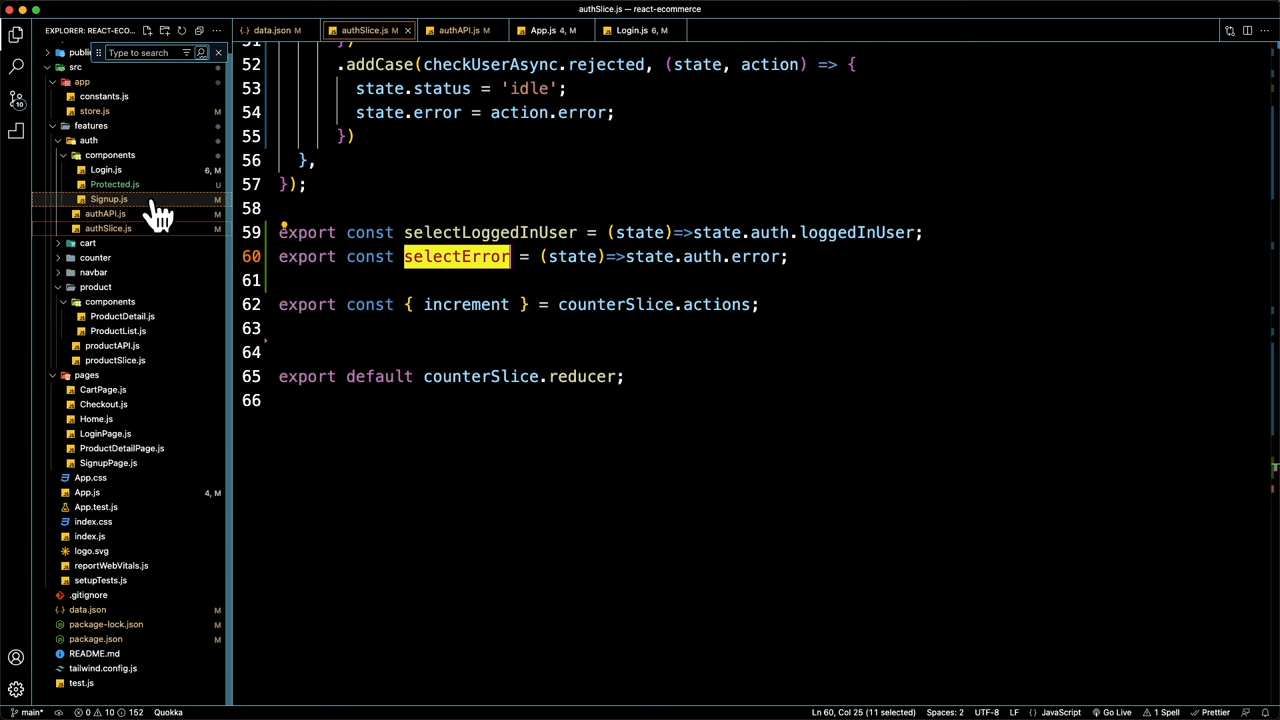 authSlice.js — react-ecommerce
EXPLORER: REACT-ECO...
data.json M
authSlice.js M
authAPI.js M
App.js 4, M
Login.js 6, M
Type to search
public
src
app
constants.js
store.js M
features
auth
components
Login.js 6, M
Protected.js U
Signup.js M
authAPI.js M
authSlice.js M
cart
counter
navbar
product
components
ProductDetail.js
ProductList.js
productAPI.js
productSlice.js
pages
CartPage.js
Checkout.js
Home.js
LoginPage.js
ProductDetailPage.js
SignupPage.js
App.css
App.js 4, M
App.test.js
index.css
index.js
logo.svg
reportWebVitals.js
setupTests.js
.gitignore
data.json M
package-lock.json M
package.json M
README.md
tailwind.config.js
test.js
10
51 })
52 .addCase(checkUserAsync.rejected, (state, action) => {
53 state.status = 'idle';
54 state.error = action.error;
55 })
56 },
57 });
58
59 export const selectLoggedInUser = (state)=>state.auth.loggedInUser;
60 export const selectError = (state)=>state.auth.error;
61
62 export const { increment } = counterSlice.actions;
63
64
65 export default counterSlice.reducer;
66
main* 0 10 152 Quokka Ln 60, Col 25 (11 selected) Spaces: 2 UTF-8 LF {} JavaScript Go Live 1 Spell Prettier